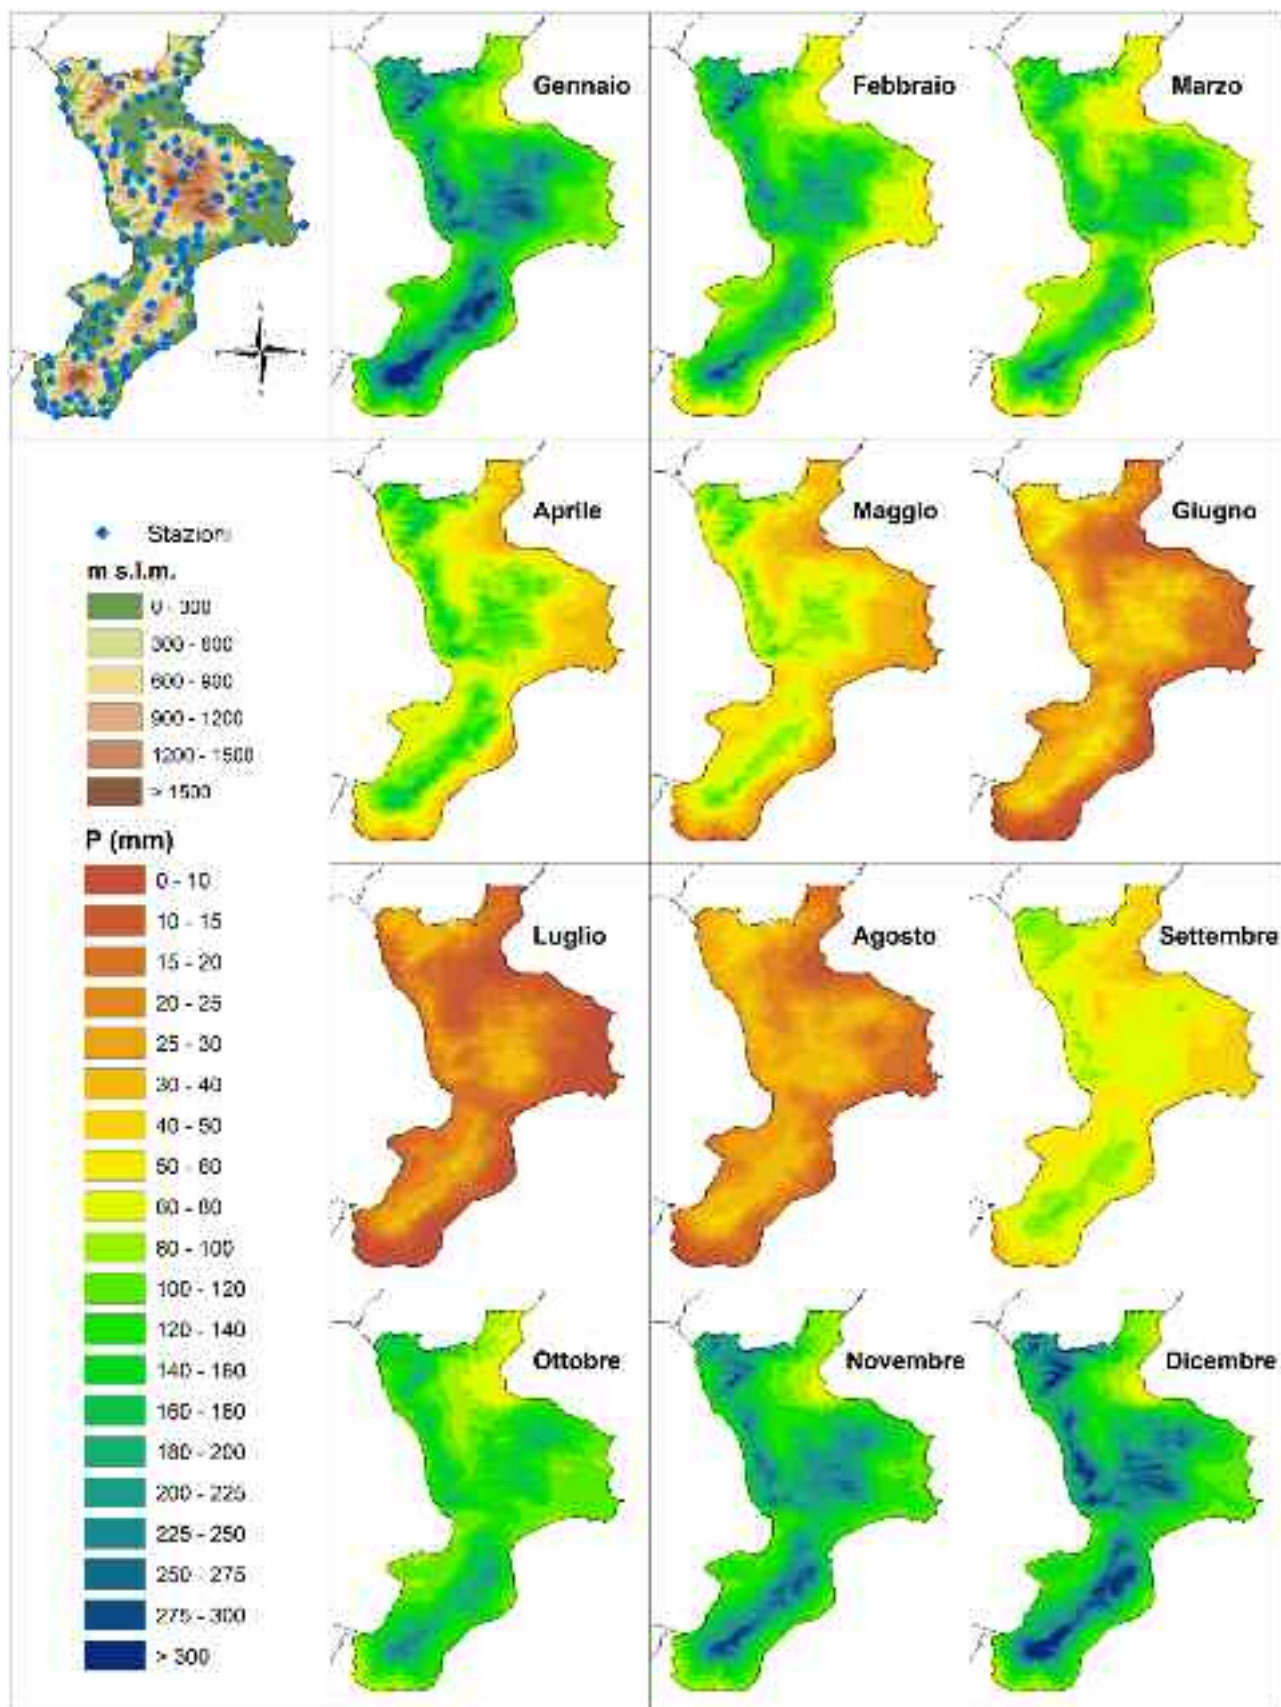 Gennaio
Febbraio
Marzo
Aprile
Maggio
Giugno
Stazioni
m s.l.m.
0 - 300
300 - 600
600 - 900
900 - 1200
1200 - 1500
> 1500
P (mm)
0 - 10
10 - 15
15 - 20
20 - 25
25 - 30
30 - 40
40 - 50
50 - 60
60 - 80
80 - 100
100 - 120
120 - 140
140 - 160
160 - 180
180 - 200
200 - 225
225 - 250
250 - 275
275 - 300
> 300
Luglio
Agosto
Settembre
Ottobre
Novembre
Dicembre